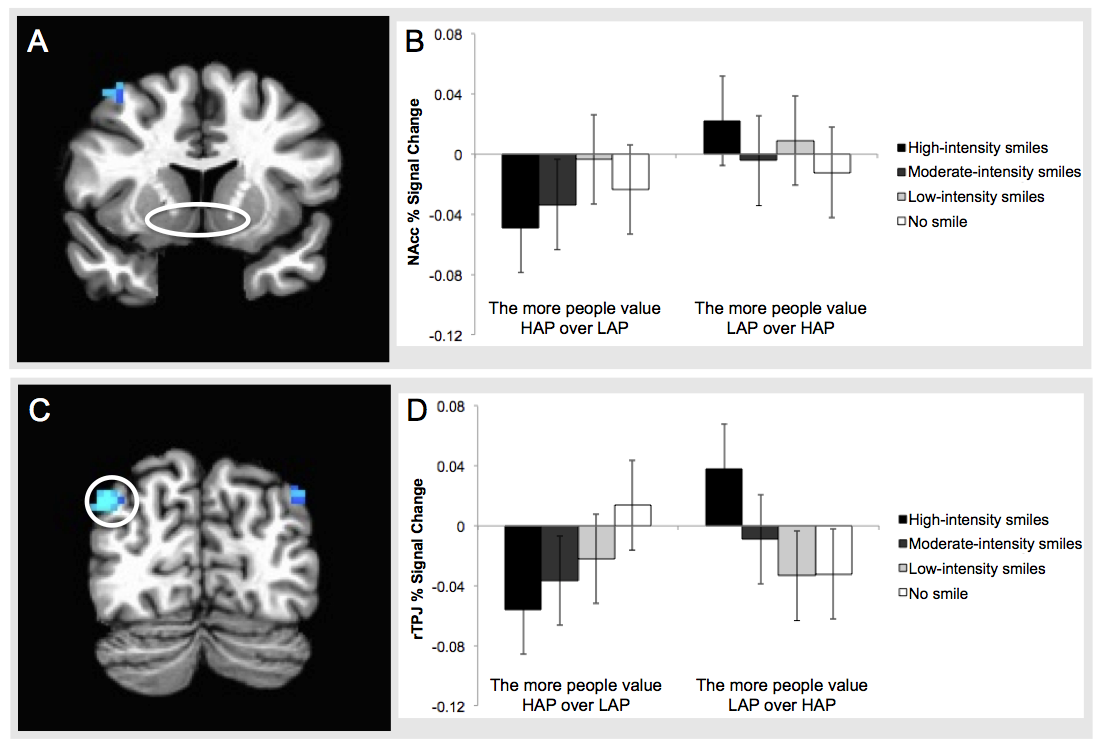 A
B
0.08
0.04
0
-0.04
-0.08
-0.12
NAcc % Signal Change
The more people value
HAP over LAP
The more people value
LAP over HAP
High-intensity smiles
Moderate-intensity smiles
Low-intensity smiles
No smile
C
D
0.08
0.04
0
-0.04
-0.08
-0.12
rTPJ % Signal Change
The more people value
HAP over LAP
The more people value
LAP over HAP
High-intensity smiles
Moderate-intensity smiles
Low-intensity smiles
No smile